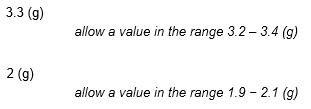 3.3 (g)
allow a value in the range 3.2 – 3.4 (g)
2 (g)
allow a value in the range 1.9 − 2.1 (g)